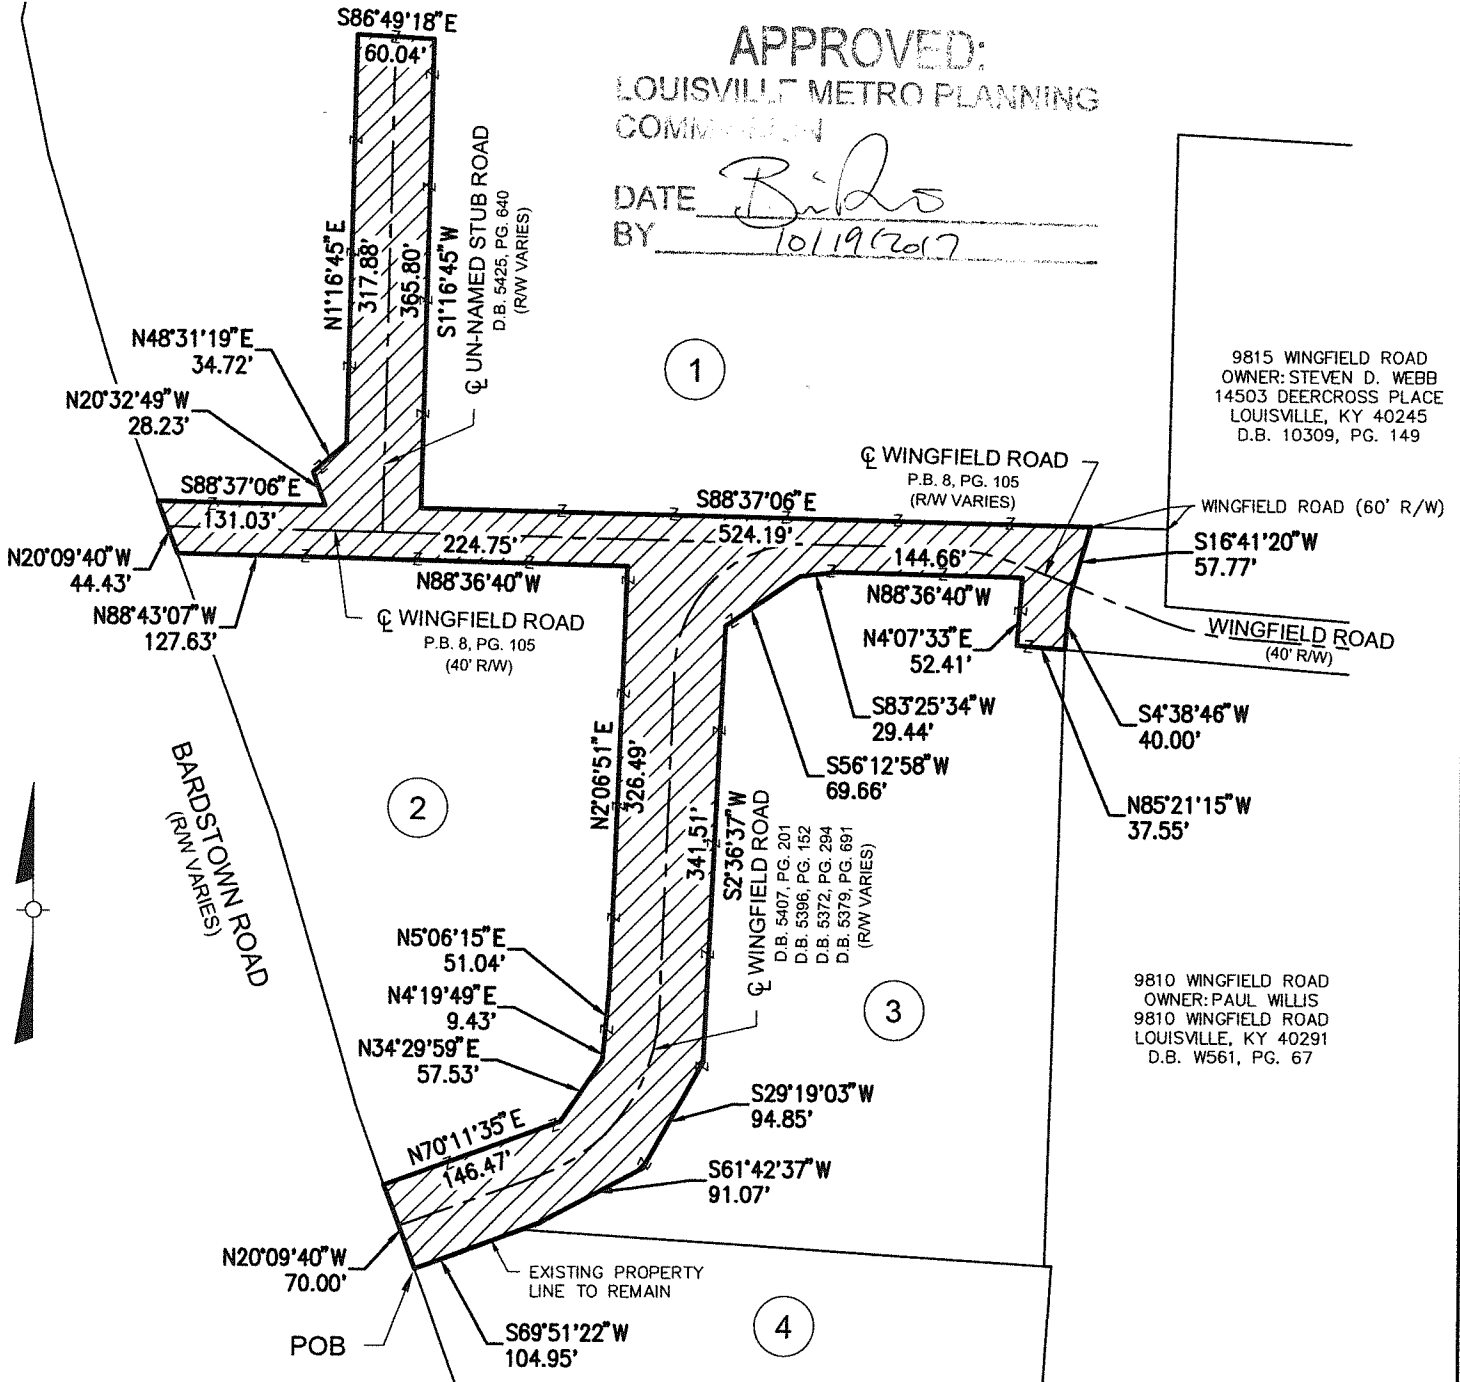 S86°49'18"E
60.04'
APPROVED:
LOUISVILLE METRO PLANNING
DATE
BY 10/19/2017
N1°16'45"E
317.88'
365.80'
S1°16'45"W
℄ UN-NAMED STUB ROAD
D.B. 5425, PG. 640
(R/W VARIES)
N48°31'19"E
34.72'
N20°32'49"W
28.23'
1
9815 WINGFIELD ROAD
OWNER: STEVEN D. WEBB
14503 DEERCROSS PLACE
LOUISVILLE, KY 40245
D.B. 10309, PG. 149
℄ WINGFIELD ROAD
P.B. 8, PG. 105
(R/W VARIES)
S88°37'06"E
131.03'
S88°37'06"E
524.19'
WINGFIELD ROAD (60' R/W)
S16°41'20"W
57.77'
N20°09'40"W
44.43'
224.75'
N88°36'40"W
144.66'
N88°36'40"W
N88°43'07"W
127.63'
℄ WINGFIELD ROAD
P.B. 8, PG. 105
(40' R/W)
N4°07'33"E
52.41'
WINGFIELD ROAD
(40' R/W)
S83°25'34"W
29.44'
S4°38'46"W
40.00'
S56°12'58"W
69.66'
N85°21'15"W
37.55'
BARDSTOWN ROAD
(R/W VARIES)
2
N2°06'51"E
326.49'
341.51'
S2°36'37"W
℄ WINGFIELD ROAD
D.B. 5407, PG. 201
D.B. 5396, PG. 152
D.B. 5372, PG. 294
D.B. 5379, PG. 691
(R/W VARIES)
N5°06'15"E
51.04'
N4°19'49"E
9.43'
N34°29'59"E
57.53'
3
9810 WINGFIELD ROAD
OWNER: PAUL WILLIS
9810 WINGFIELD ROAD
LOUISVILLE, KY 40291
D.B. W561, PG. 67
S29°19'03"W
94.85'
N70°11'35"E
146.47'
S61°42'37"W
91.07'
N20°09'40"W
70.00'
EXISTING PROPERTY
LINE TO REMAIN
POB
S69°51'22"W
104.95'
4